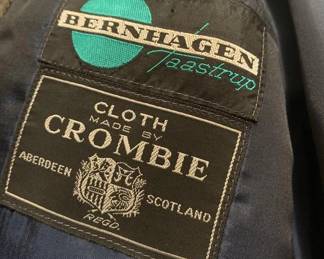 BERNHAGEN
Taastrup
CLOTH
MADE BY
CROMBIE
ABERDEEN
SCOTLAND
REGD.